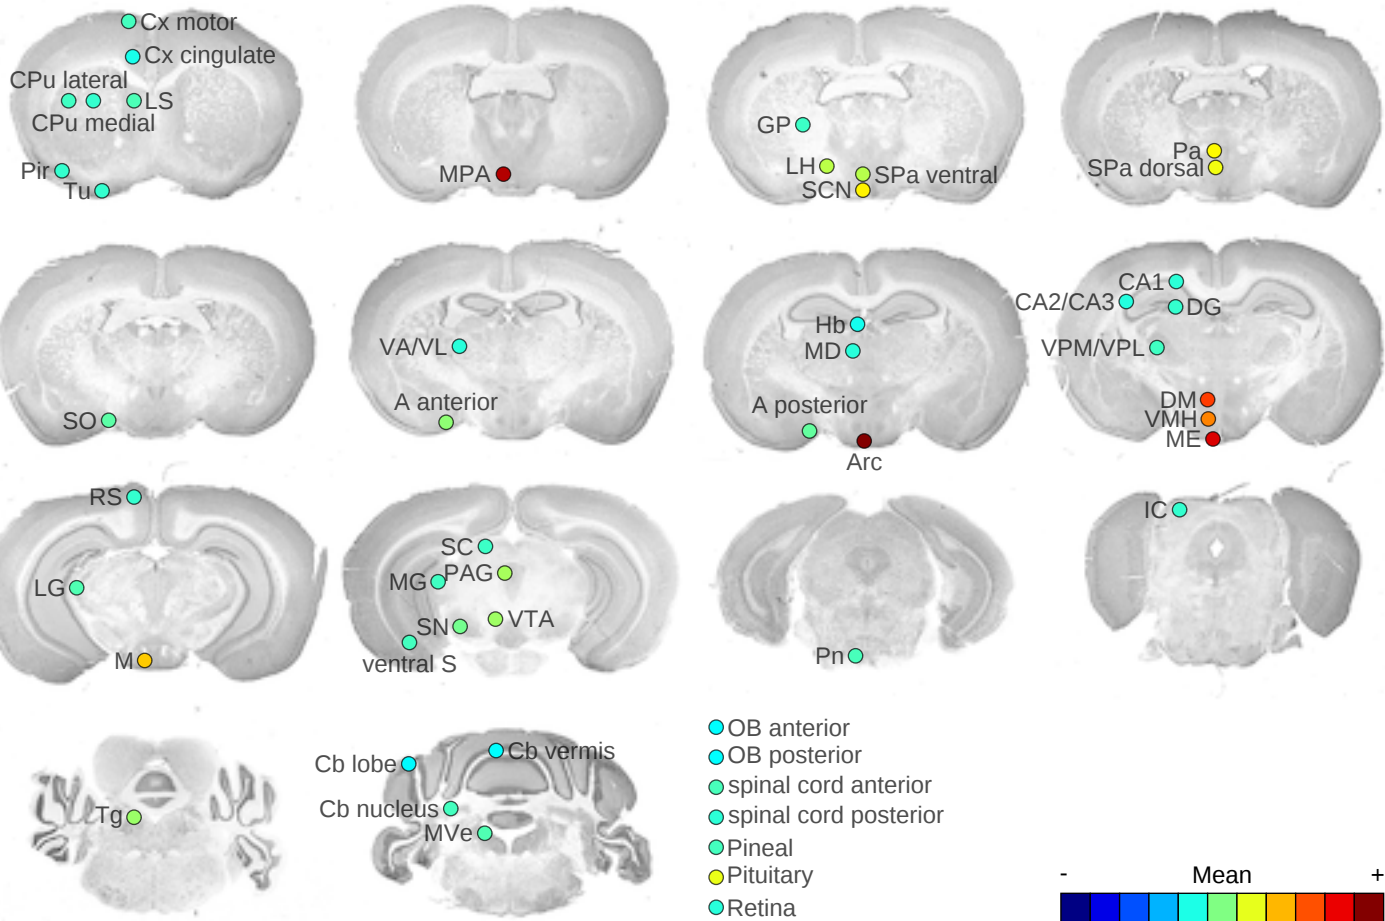 Cx motor
Cx cingulate
CPu lateral
LS
CPu medial
Pir
Tu
MPA
GP
LH
SPa ventral
SCN
Pa
SPa dorsal
SO
VA/VL
A anterior
Hb
MD
A posterior
Arc
CA1
CA2/CA3
DG
VPM/VPL
DM
VMH
ME
RS
LG
M
SC
MG
PAG
SN
VTA
ventral S
Pn
IC
Tg
Cb lobe
Cb vermis
Cb nucleus
MVe
OB anterior
OB posterior
spinal cord anterior
spinal cord posterior
Pineal
Pituitary
Retina
- Mean +